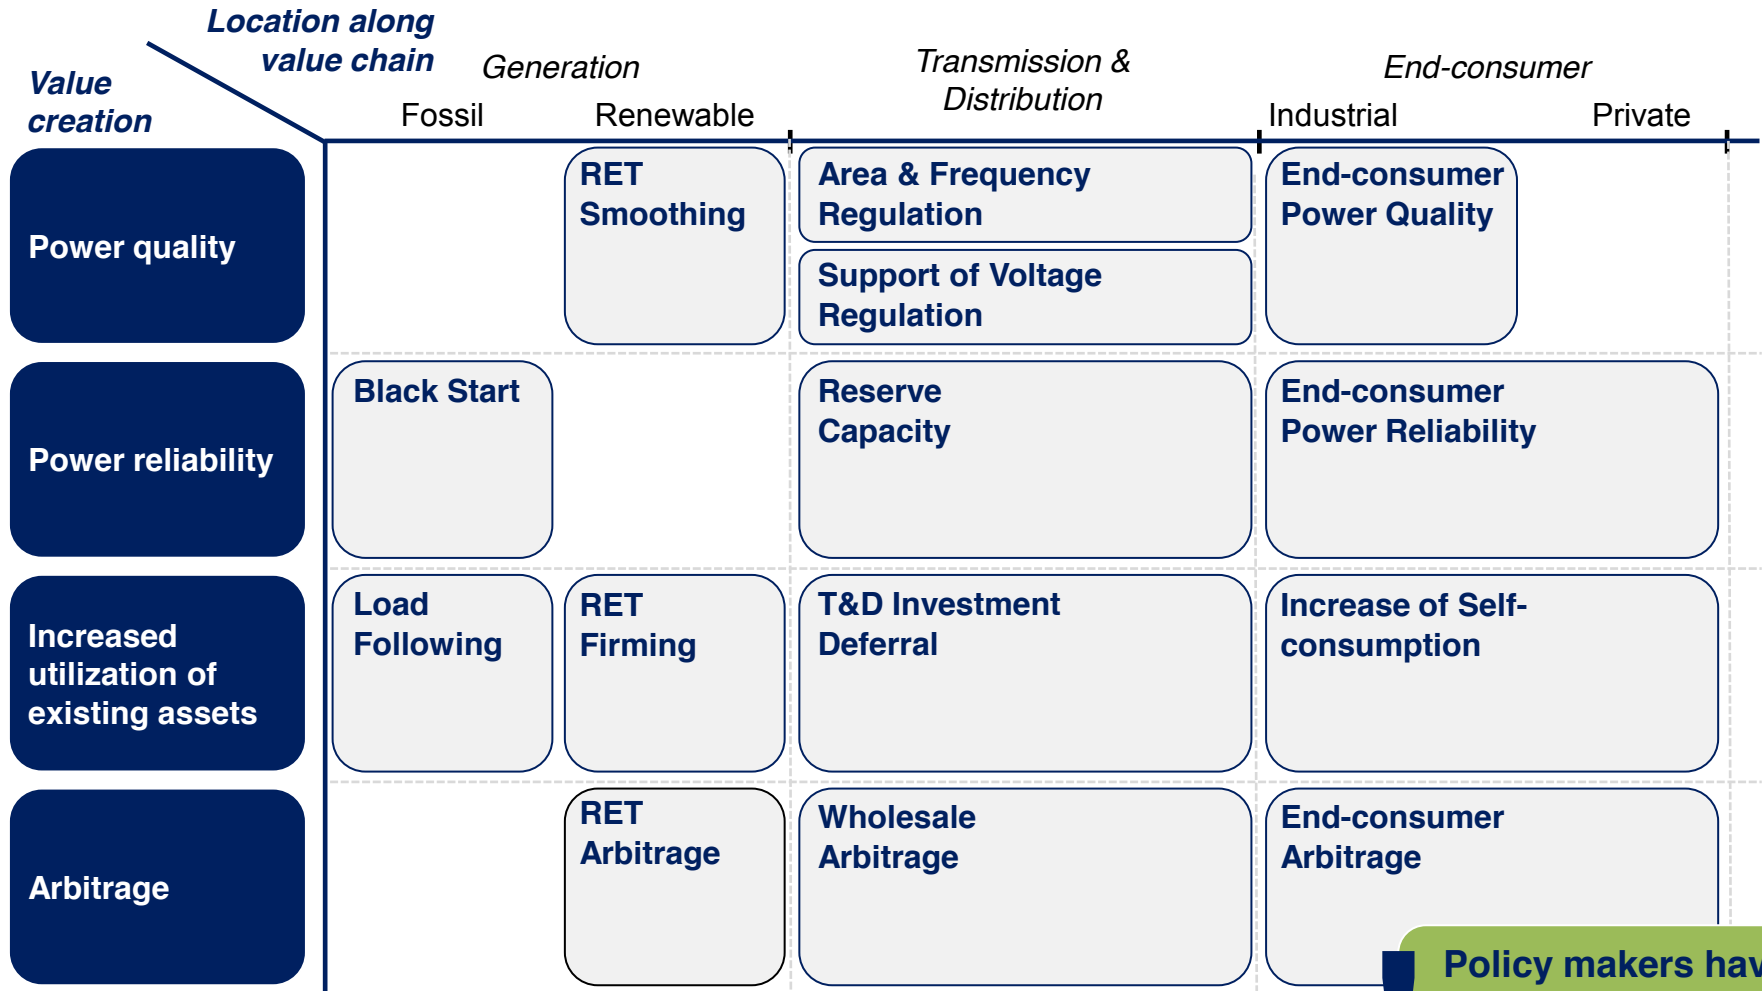 Location along
value chain
Value
creation
Generation
Transmission &
Distribution
End-consumer
Fossil
Renewable
Industrial
Private
Power quality
RET
Smoothing
Area & Frequency
Regulation
Support of Voltage
Regulation
End-consumer
Power Quality
Power reliability
Black Start
Reserve
Capacity
End-consumer
Power Reliability
Increased
utilization of
existing assets
Load
Following
RET
Firming
T&D Investment
Deferral
Increase of Self-
consumption
Arbitrage
RET
Arbitrage
Wholesale
Arbitrage
End-consumer
Arbitrage
Policy makers